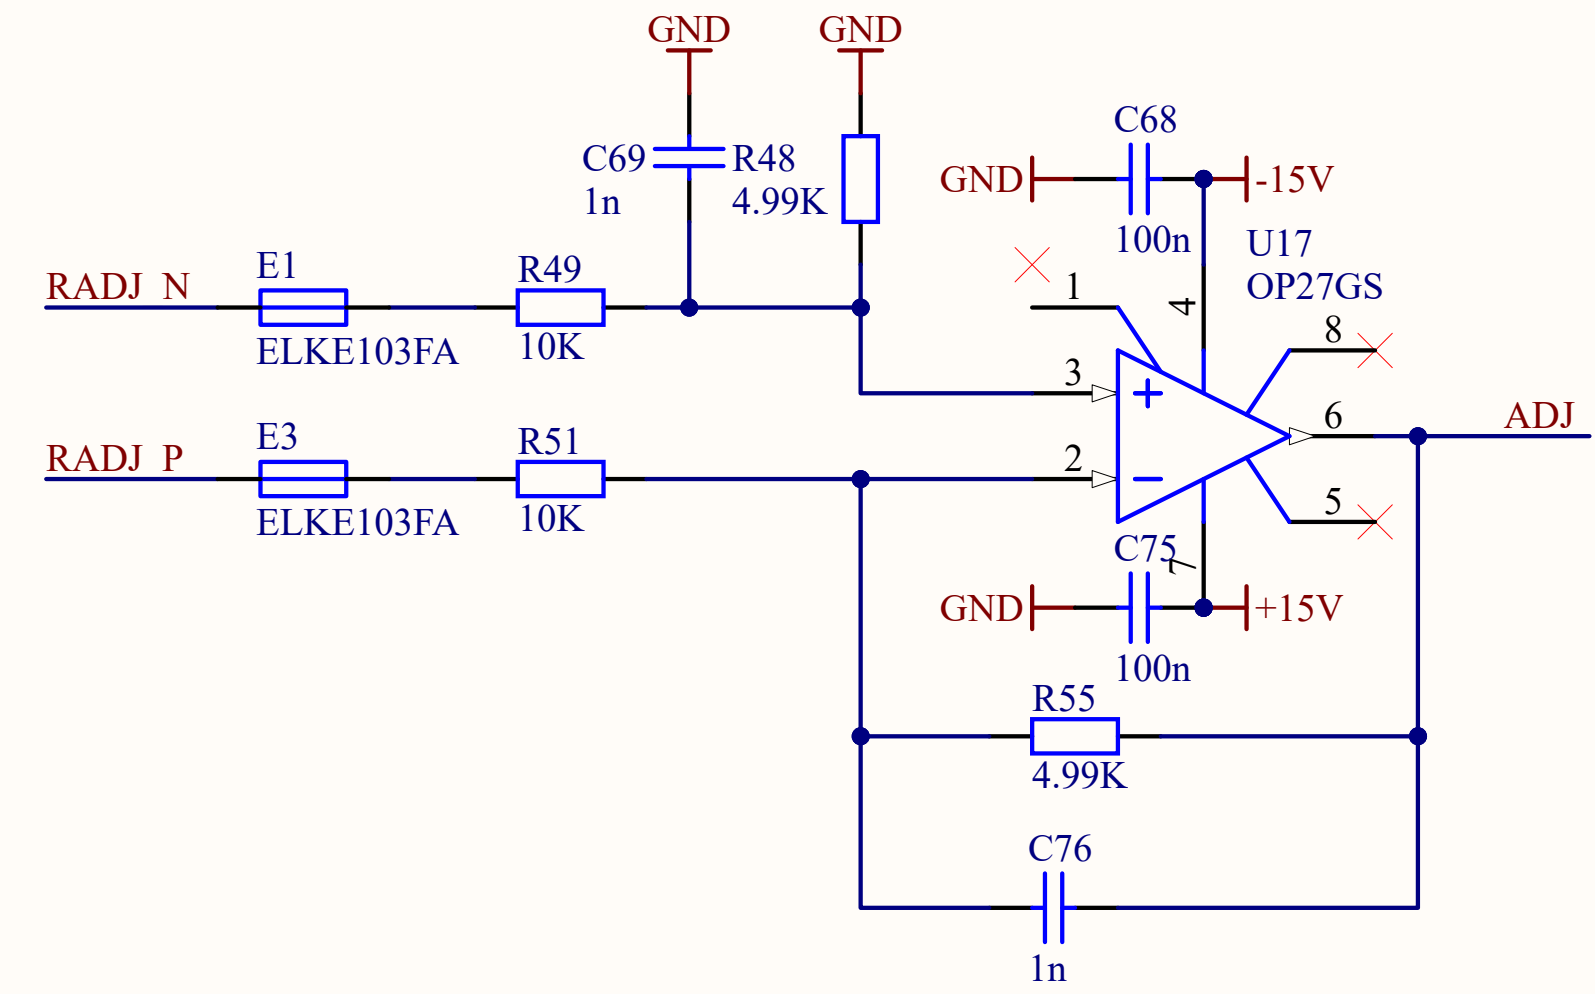 GND
GND
C68
C69
R48
1n
4.99K
GND
-15V
100n
U17
OP27GS
E1
R49
RADJ_N
1
4
8
ELKE103FA
10K
3
6
ADJ
E3
R51
RADJ_P
2
5
ELKE103FA
10K
C75
7
GND
+15V
100n
R55
4.99K
C76
1n